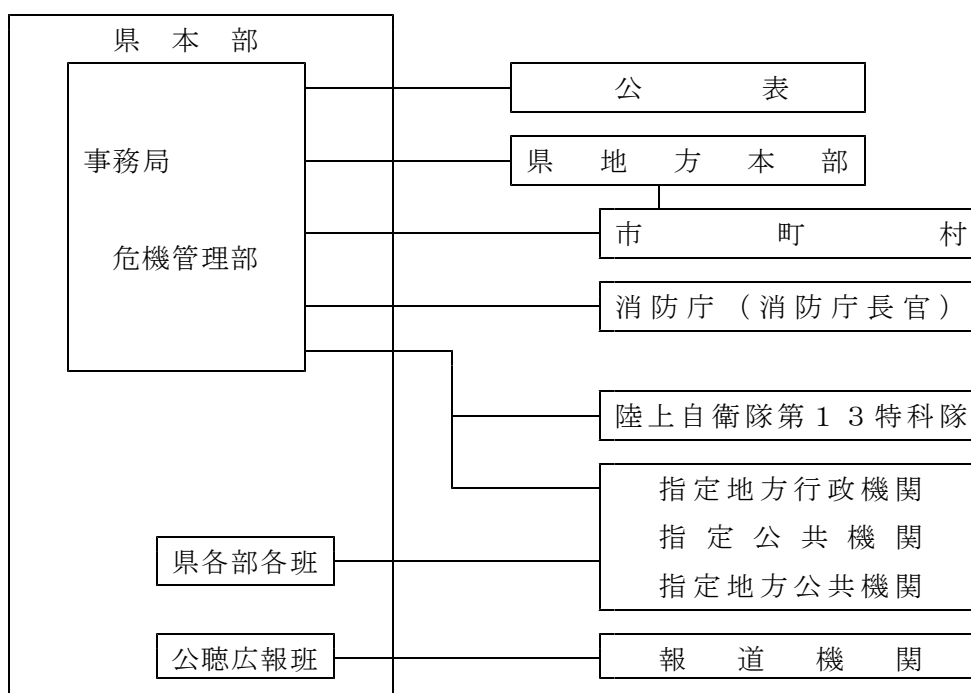 県本部
公表
事務局
県地方本部
市町村
危機管理部
消防庁（消防庁長官）
陸上自衛隊第１３特科隊
指定地方行政機関
指定公共機関
指定地方公共機関
県各部各班
公聴広報班
報道機関